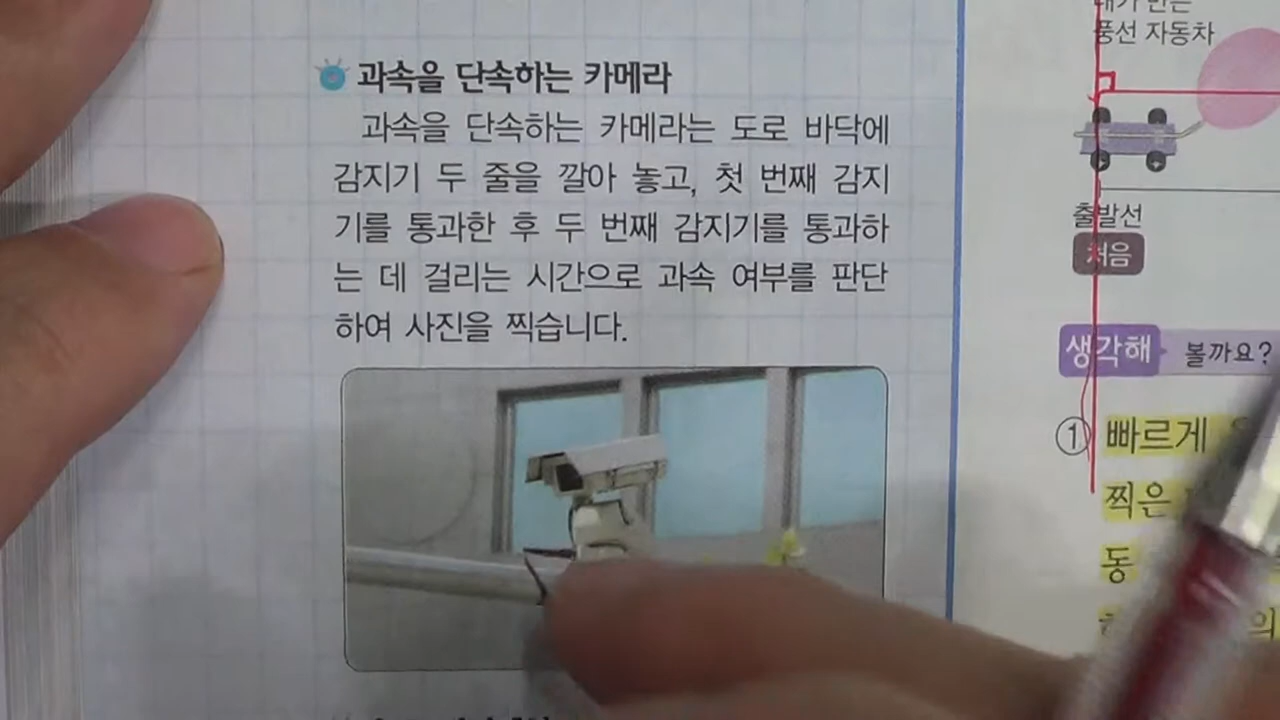 과속을 단속하는 카메라
과속을 단속하는 카메라는 도로 바닥에
감지기 두 줄을 깔아 놓고, 첫 번째 감지
기를 통과한 후 두 번째 감지기를 통과하
는 데 걸리는 시간으로 과속 여부를 판단
하여 사진을 찍습니다.
풍선 자동차
출발선
처음
생각해 볼까요?
① 빠르게
찍은
동
의